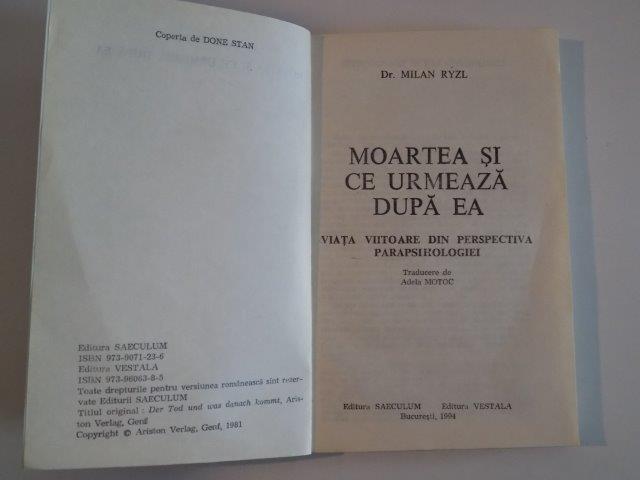 Coperta de DONE STAN
Editura SAECULUM
ISBN 973-9071-23-6
Editura VESTALA
ISBN 973-96063-8-5
Toate drepturile pentru versiunea românească sînt rezer-
vate Editurii SAECULUM
Titlul original : Der Tod und was danach kommt, Aris-
ton Verlag, Genf
Copyright © Ariston Verlag, Genf, 1981
Dr. MILAN RÝZL
MOARTEA ȘI
CE URMEAZĂ
DUPĂ EA
VIAȚA VIITOARE DIN PERSPECTIVA
PARAPSIHOLOGIEI
Traducere de
Adela MOTOC
Editura SAECULUM Editura VESTALA
București, 1994